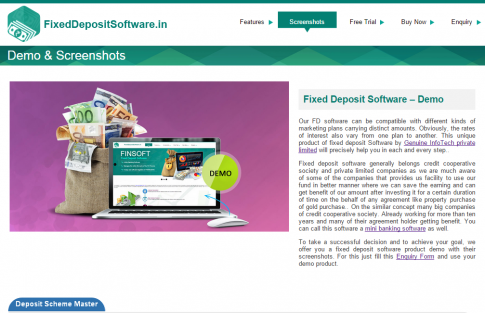 FixedDepositSoftware.in
Features
Screenshots
Free Trial
Buy Now
Enquiry
Demo & Screenshots
FINSOFT
DEMO
Fixed Deposit Software – Demo
Our FD software can be compatible with different kinds of
marketing plans carrying distinct amounts. Obviously, the rates
of interest also vary from one plan to another. This unique
product of fixed deposit Software by Genuine InfoTech private
limited will precisely help you in each and every step.
Fixed deposit software generally belongs credit cooperative
society and private limited companies as we are much aware
of some of the companies that provides us facility to use our
fund in better manner where we can save the earning and can
get benefit of our amount after investing it for a certain duration
of time on the behalf of any agreement like property purchase
of gold purchase . On the similar concept many big companies
of credit cooperative society. Already working for more than ten
years and many of their agreement holder getting benefit. You
can call this software a mini banking software as well.
To take a successful decision and to achieve your goal, we
offer you a fixed deposit software product demo with their
screenshots. For this just fill this Enquiry Form and use your
demo product.
Deposit Scheme Master